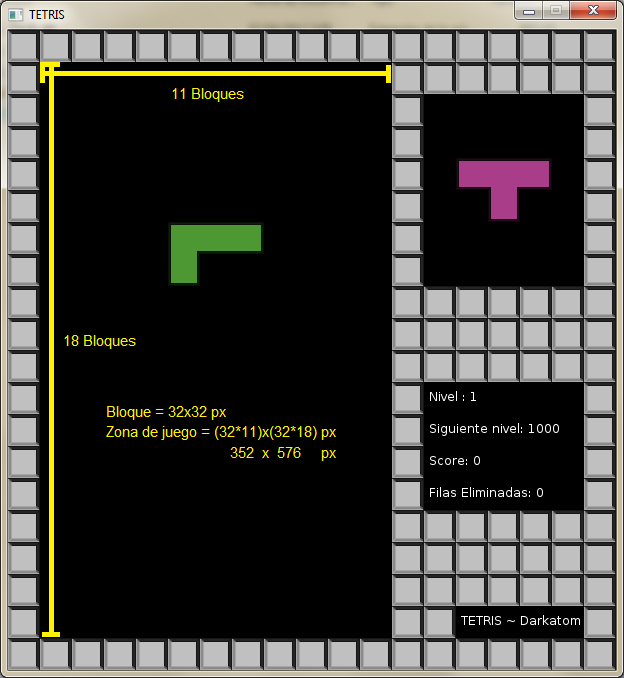 TETRIS
11 Bloques
18 Bloques
Bloque = 32x32 px
Zona de juego = (32*11)x(32*18) px
352 x 576 px
Nivel : 1
Siguiente nivel: 1000
Score: 0
Filas Eliminadas: 0
TETRIS ~ Darkatom